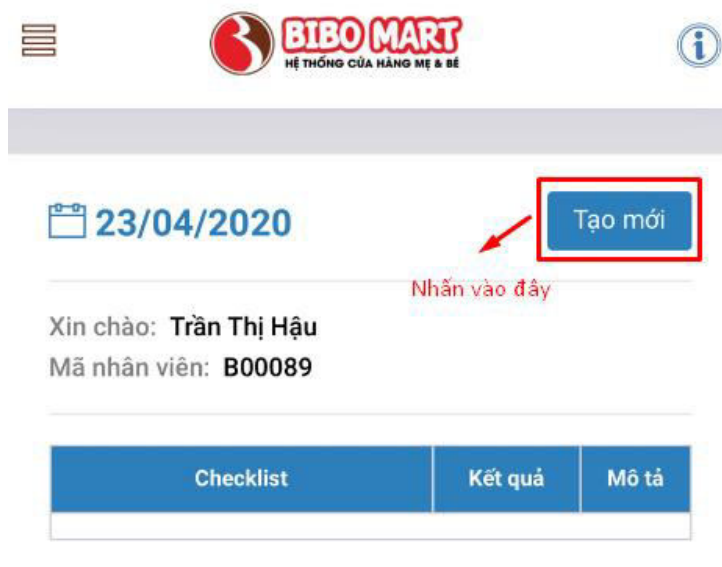 BIBO MART
HỆ THỐNG CỬA HÀNG MẸ & BÉ
23/04/2020
Tạo mới
Nhấn vào đây
Xin chào: Trần Thị Hậu
Mã nhân viên: B00089
Checklist Kết quả Mô tả